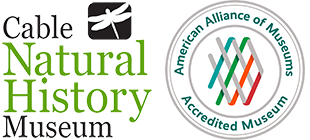 Cable
Natural
History
Museum
American Alliance of Museums
Accredited Museum